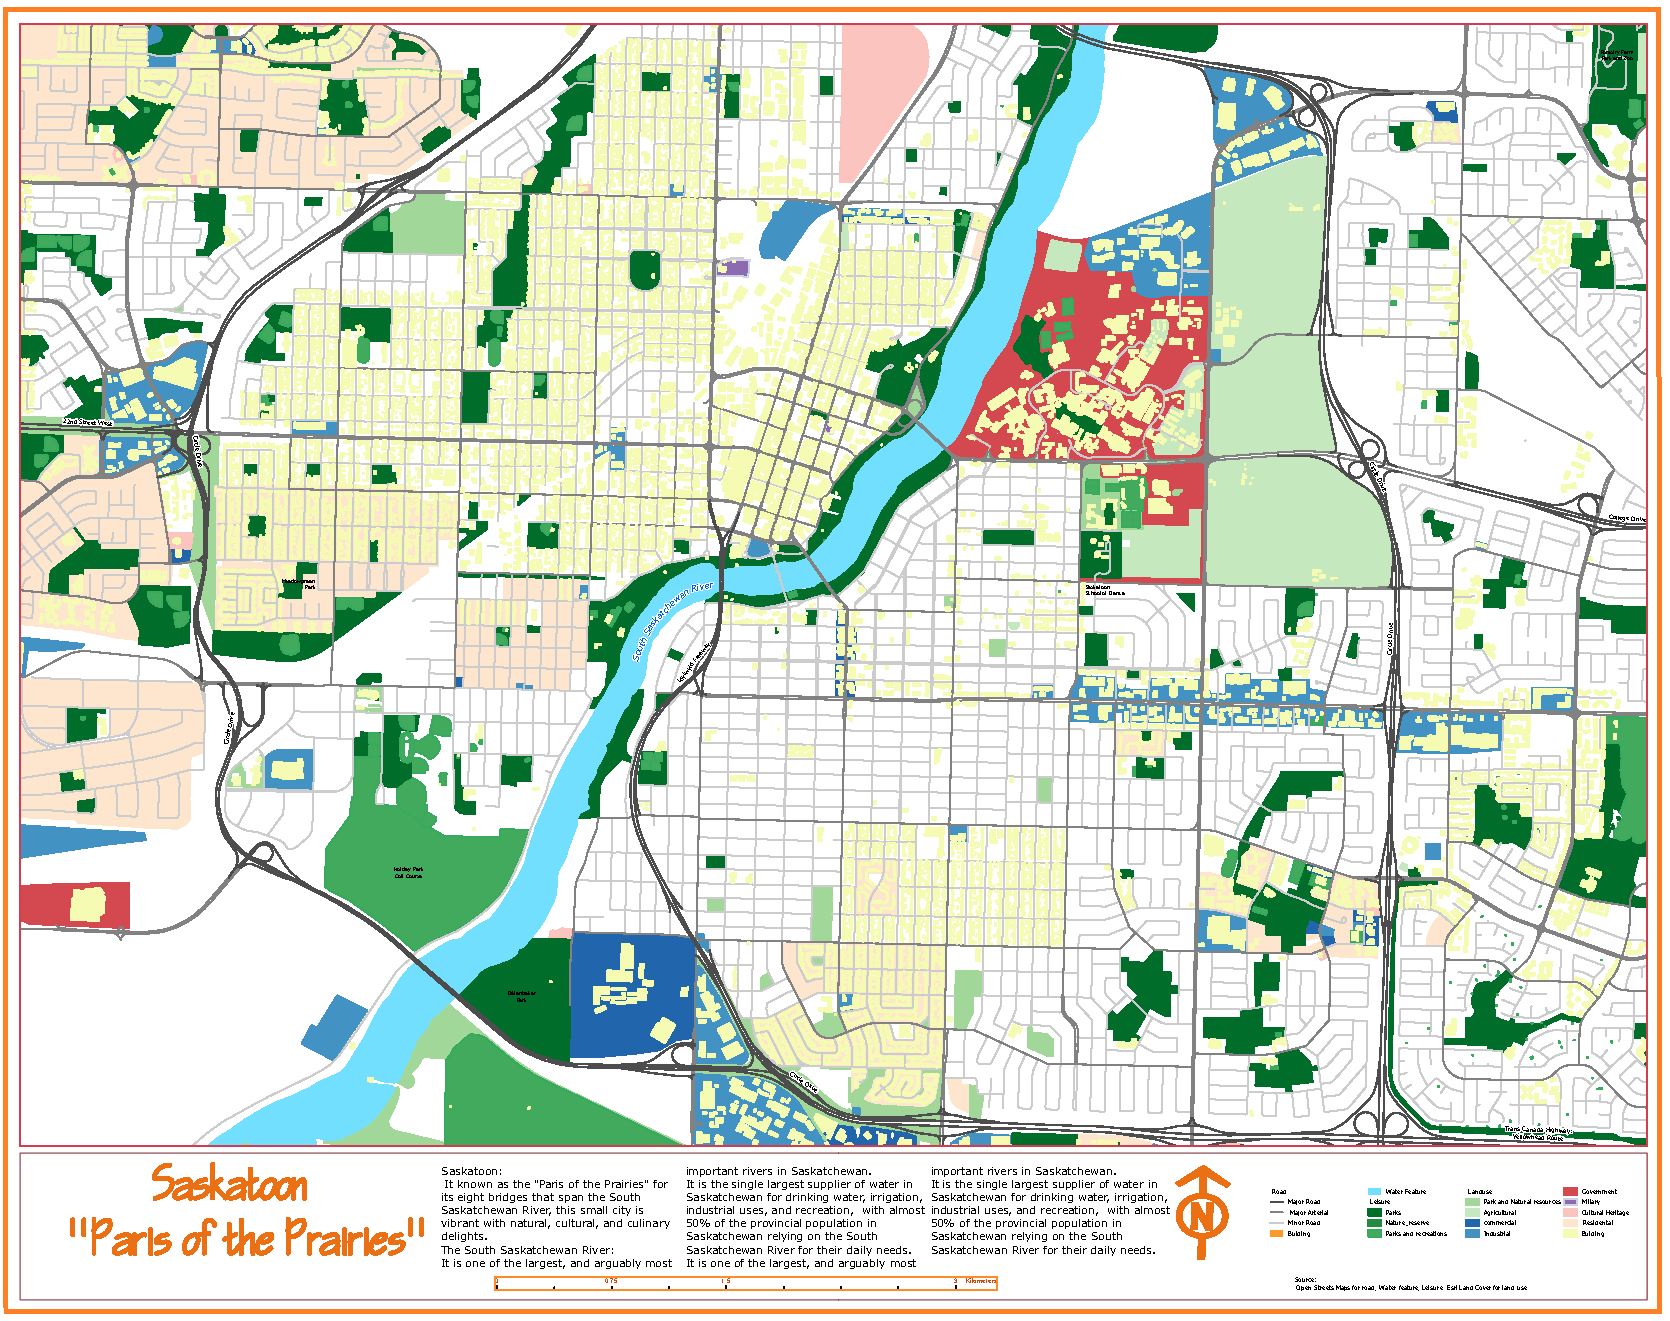 22nd Street West
Circle Drive
Circle Drive
College Drive
Meadowgreen
Park
Saskatoon
School of Dance
South Saskatchewan River
Circle Drive
Idylwyld Freeway
Circle Drive
Holiday Park
Golf Course
Diefenbaker
Park
Circle Drive
Trans-Canada Highway;
Yellowhead Route
Saskatoon
"Paris of the Prairies"
Saskatoon:
It known as the "Paris of the Prairies" for
its eight bridges that span the South
Saskatchewan River, this small city is
vibrant with natural, cultural, and culinary
delights.
The South Saskatchewan River:
It is one of the largest, and arguably most
important rivers in Saskatchewan.
It is the single largest supplier of water in
Saskatchewan for drinking water, irrigation,
industrial uses, and recreation,  with almost
50% of the provincial population in
Saskatchewan relying on the South
Saskatchewan River for their daily needs.
It is one of the largest, and arguably most
important rivers in Saskatchewan.
It is the single largest supplier of water in
Saskatchewan for drinking water, irrigation,
industrial uses, and recreation,  with almost
50% of the provincial population in
Saskatchewan relying on the South
Saskatchewan River for their daily needs.
0 0.75 1.5 3 Kilometers
N
Road
Major Road
Major Arterial
Minor Road
Building
Water Feature
Leisure
Parks
Nature_reserve
Parks and recreations
Landuse
Park and Natural resources
Agricultural
commercial
Industrial
Government
Military
Cultural Heritage
Residential
Building
Source:
Open Streets Maps for road, Water feature, Leisure. Esri Land Cover for land use